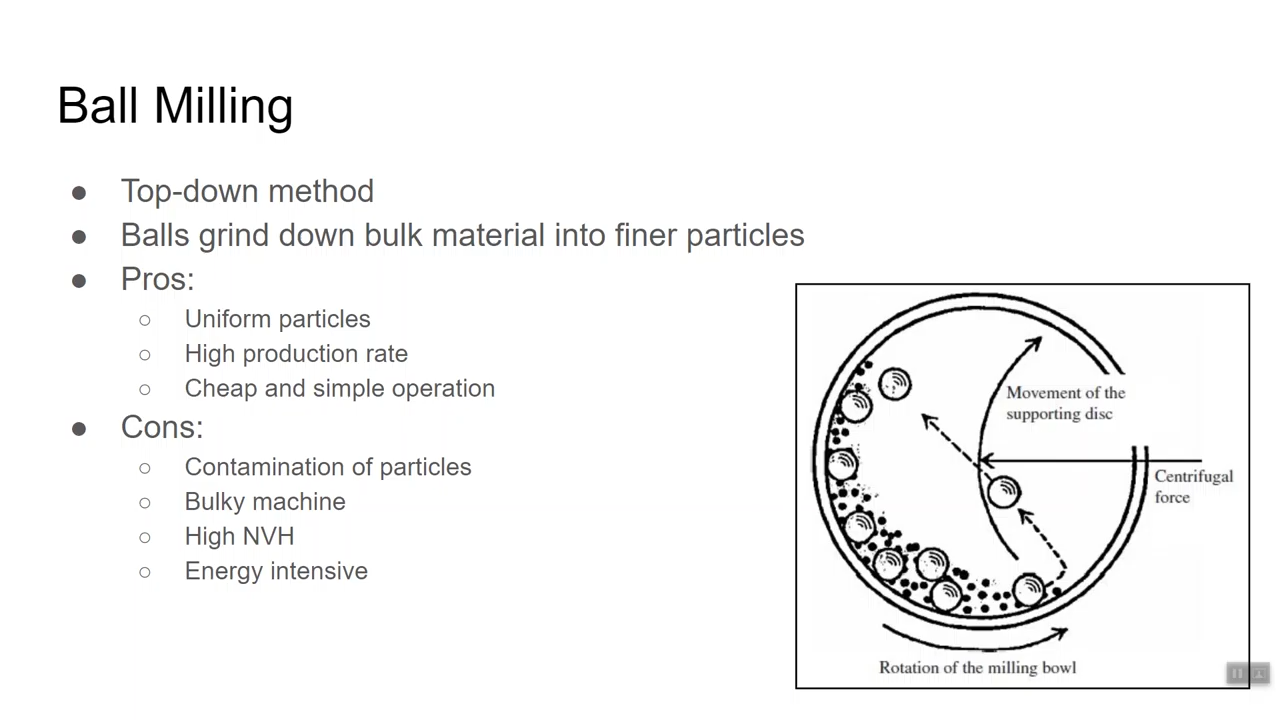 Ball Milling
● Top-down method
● Balls grind down bulk material into finer particles
● Pros:
○ Uniform particles
○ High production rate
○ Cheap and simple operation
● Cons:
○ Contamination of particles
○ Bulky machine
○ High NVH
○ Energy intensive
Movement of the
supporting disc
Centrifugal
force
Rotation of the milling bowl